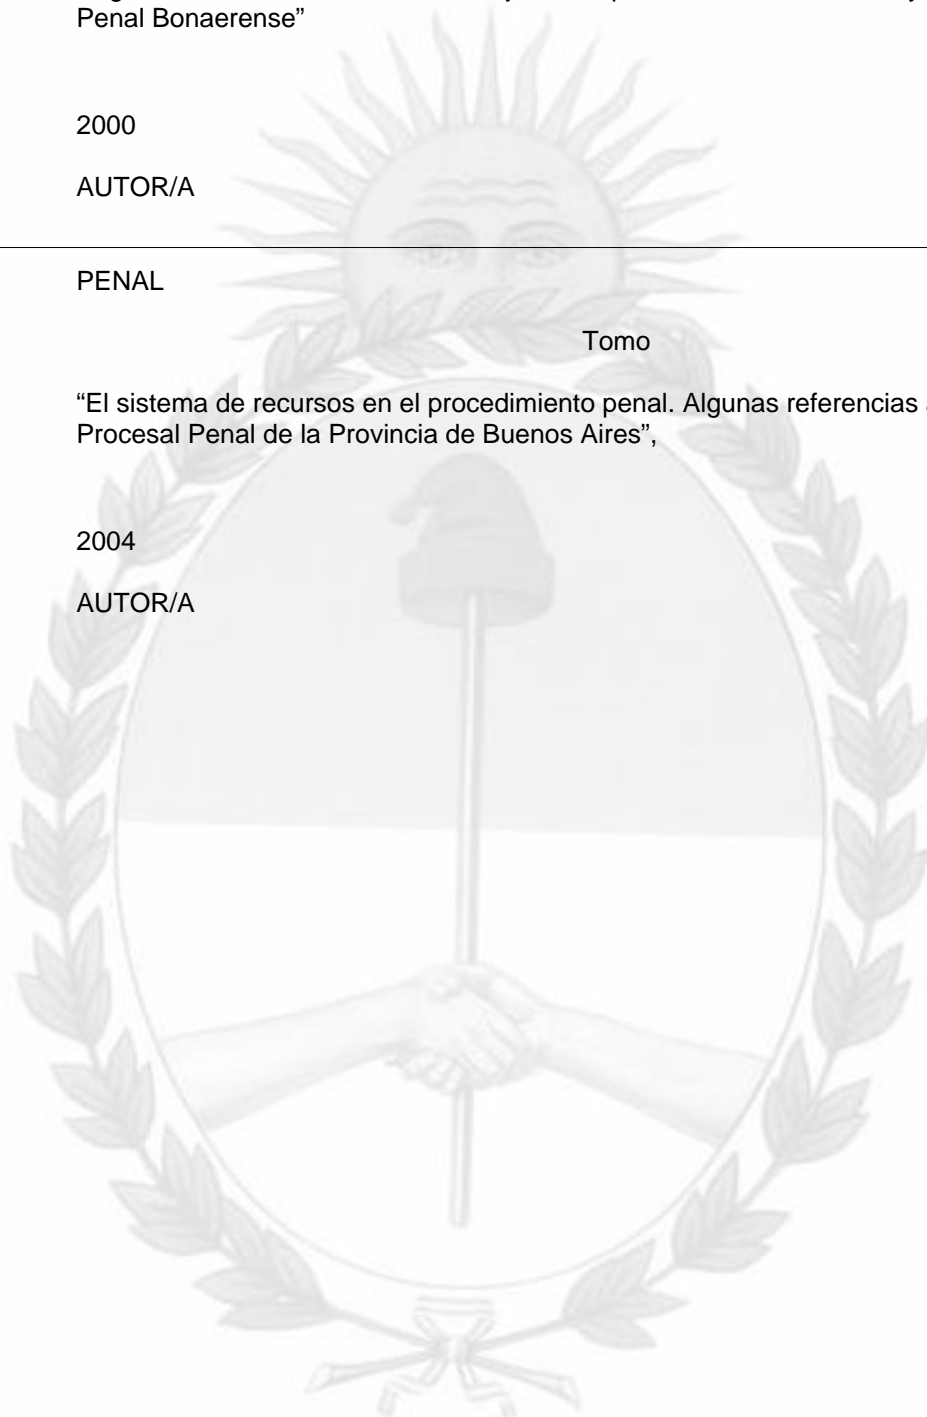 Penal Bonaerense”
2000
AUTOR/A
PENAL
Tomo
“El sistema de recursos en el procedimiento penal. Algunas referencias
Procesal Penal de la Provincia de Buenos Aires”,
2004
AUTOR/A